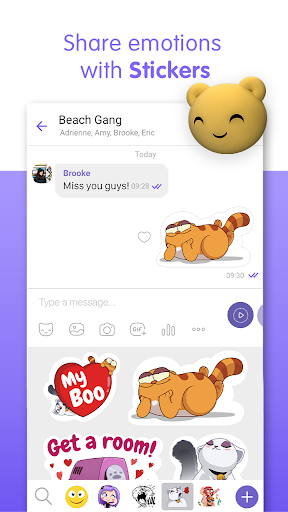 Share emotions
with Stickers
Beach Gang
Adrienne, Amy, Brooke, Eric
Today
Brooke
Miss you guys! 09:28
09:30
Type a message...
GIF+
My
BOO
Get a room!